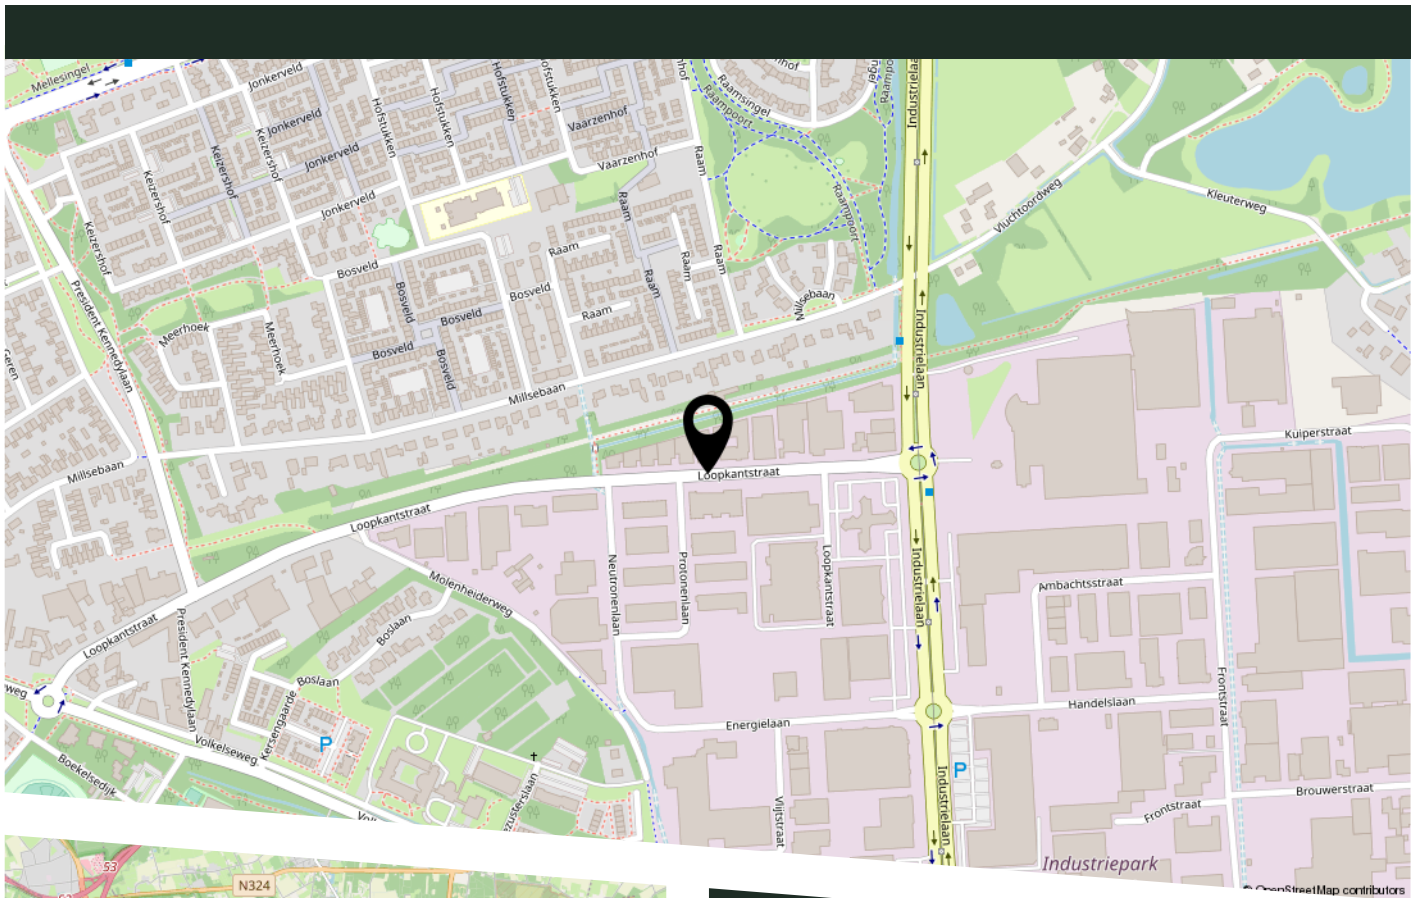 Mellesingel
Jonkerveld
Hofstukken
Hofstukken
Raamsingel
Raampoort
Industrielaan
Jonkerveld
Keizershof
Hofstukken
Hofstukken
Vaarzenhof
Keizershof
Jonkerveld
Vaarzenhof
Raam
Keizershof
Jonkerveld
Raam
Raampoort
Vluchtoordweg
Kleuterweg
Keizershof
Raam
Raam
Raam
Bosveld
Raam
President Kennedylaan
Bosveld
Bosveld
Millsebaan
Bosveld
Raam
Meerhoek
Meerhoek
Bosveld
Bosveld
Industrielaan
Millsebaan
Millsebaan
Kuiperstraat
Loopkantstraat
Loopkantstraat
Molenheiderweg
Neutronenlaan
Protonenlaan
Loopkantstraat
Industrielaan
Ambachtsstraat
Loopkantstraat
President Kennedylaan
Boslaan
Boslaan
Kersengaarde
Energielaan
Handelslaan
Frontstraat
Volkelseweg
P
Boekelsedijk
P
Vlijtstraat
Industrielaan
Frontstraat
Brouwerstraat
Industriepark
53
N324
© OpenStreetMap contributors